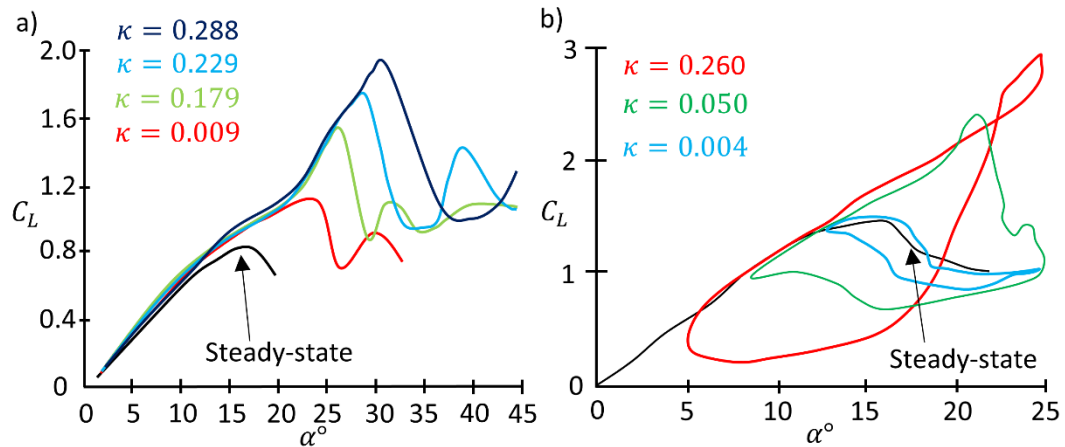 a)
κ = 0.288
κ = 0.229
κ = 0.179
κ = 0.009
2.0
1.6
1.2
C_L
0.8
0.4
0
Steady-state
0 5 10 15 20 25 30 35 40 45
α°
b)
κ = 0.260
κ = 0.050
κ = 0.004
3
2
C_L
1
0
Steady-state
0 5 10 15 20 25
α°